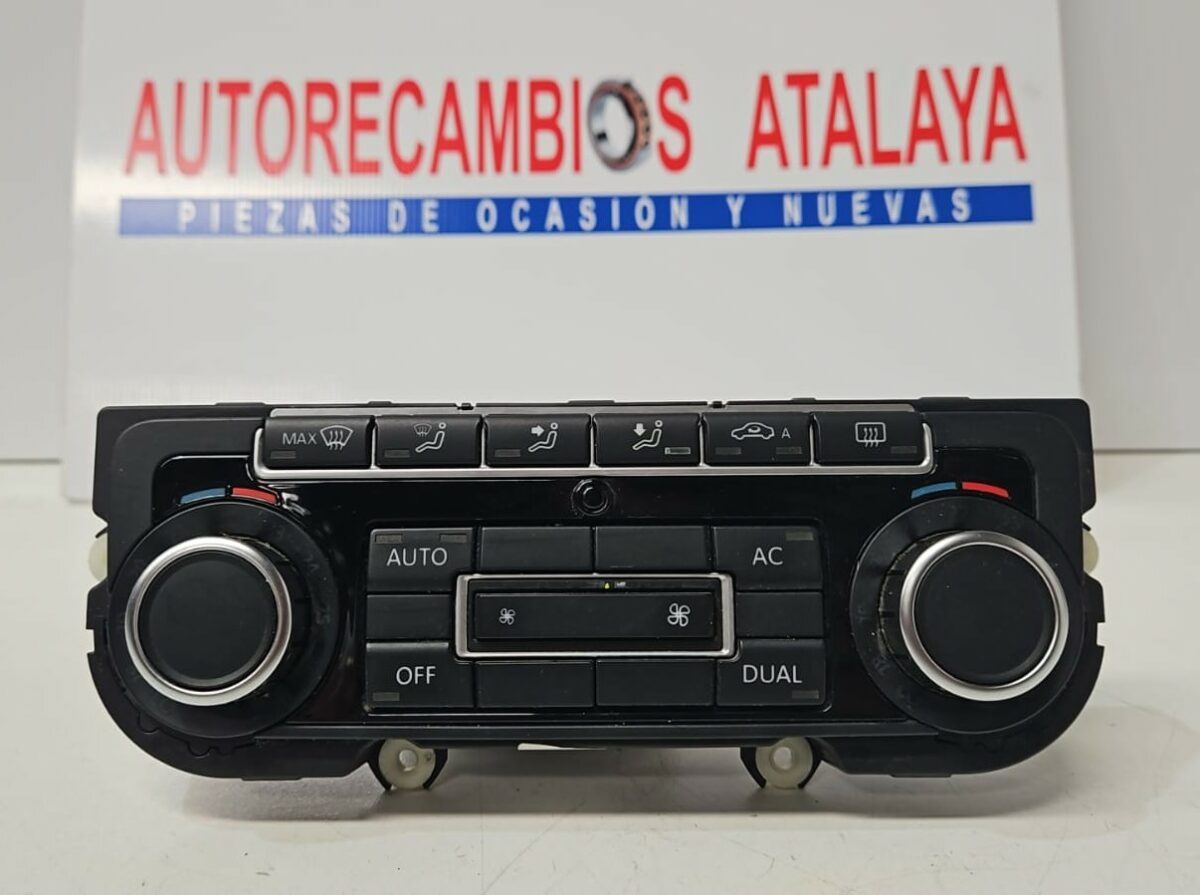 AUTORECAMBIOS ATALAYA
PIEZAS DE OCASIÓN Y NUEVAS
MAX A
AUTO AC
OFF DUAL